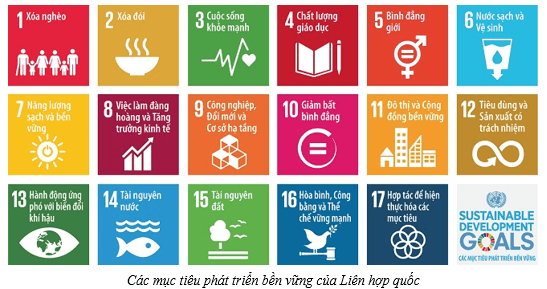 1 Xóa nghèo
2 Xóa đói
3 Cuộc sống
khỏe mạnh
4 Chất lượng
giáo dục
5 Bình đẳng
giới
6 Nước sạch và
Vệ sinh
7 Năng lượng
sạch và bền
vững
8 Việc làm đàng
hoàng và Tăng
trưởng kinh tế
9 Công nghiệp,
Đổi mới và
Cơ sở hạ tầng
10 Giảm bất
bình đẳng
11 Đô thị và Cộng
đồng bền vững
12 Tiêu dùng và
Sản xuất có
trách nhiệm
13 Hành động ứng
phó với biến đổi
khí hậu
14 Tài nguyên
nước
15 Tài nguyên
đất
16 Hòa bình, Công
bằng và Thể
chế vững mạnh
17 Hợp tác để hiện
thực hóa các
mục tiêu
SUSTAINABLE
DEVELOPMENT
GOALS
CÁC MỤC TIÊU PHÁT TRIỂN BỀN VỮNG
Các mục tiêu phát triển bền vững của Liên hợp quốc